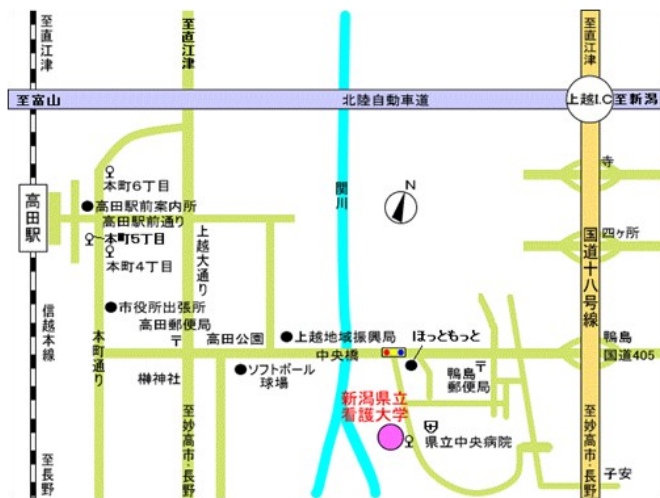 至直江津
至直江津
至直江津
至富山
北陸自動車道
上越I.C
至新潟
本町6丁目
高田駅前案内所
高田駅前通り
本町5丁目
本町4丁目
高田駅
上越大通り
関川
N
寺
四ヶ所
国道十八号線
信越本線
市役所出張所
高田郵便局
高田公園
上越地域振興局
中央橋
ほっともっと
鴨島
国道405
本町通り
榊神社
ソフトボール
球場
鴨島
郵便局
新潟県立
看護大学
県立中央病院
至長野
至妙高市・長野
至妙高市・長野
子安